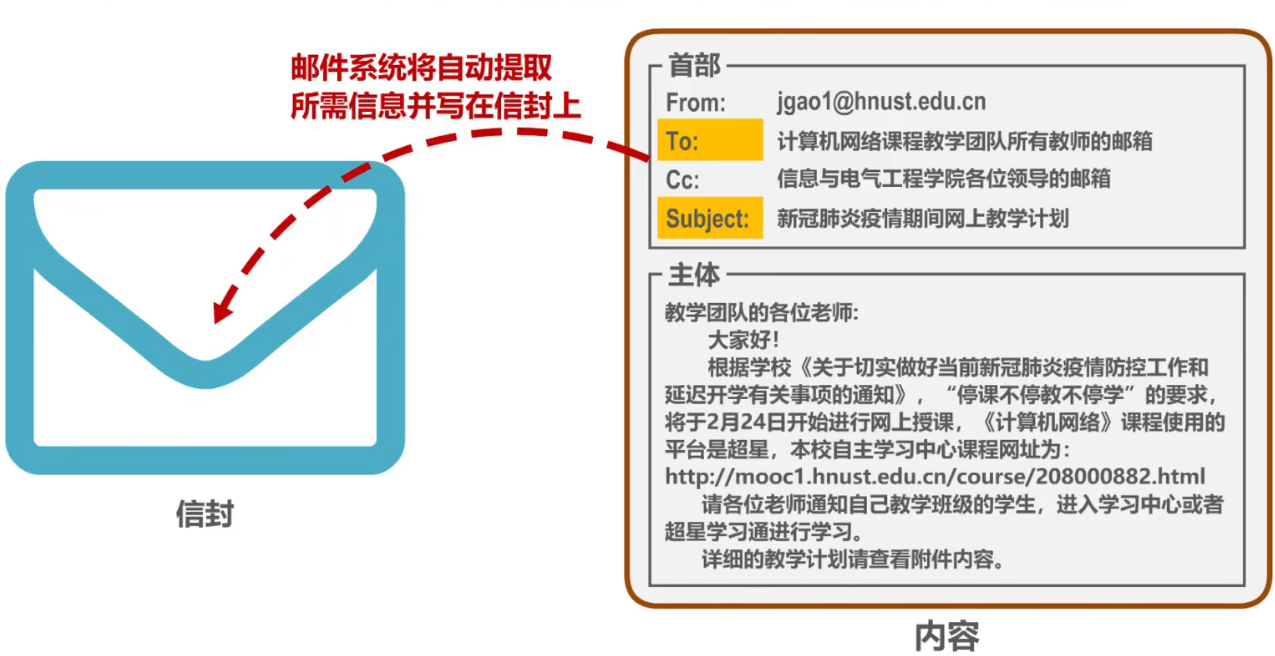 邮件系统将自动提取
所需信息并写在信封上
信封
首部
From: jgao1@hnust.edu.cn
To: 计算机网络课程教学团队所有教师的邮箱
Cc: 信息与电气工程学院各位领导的邮箱
Subject: 新冠肺炎疫情期间网上教学计划
主体
教学团队的各位老师:
大家好!
根据学校《关于切实做好当前新冠肺炎疫情防控工作和
延迟开学有关事项的通知》，“停课不停教不停学”的要求，
将于2月24日开始进行网上授课，《计算机网络》课程使用的
平台是超星，本校自主学习中心课程网址为：
http://mooc1.hnust.edu.cn/course/208000882.html
请各位老师通知自己教学班级的学生，进入学习中心或者
超星学习通进行学习。
详细的教学计划请查看附件内容。
内容